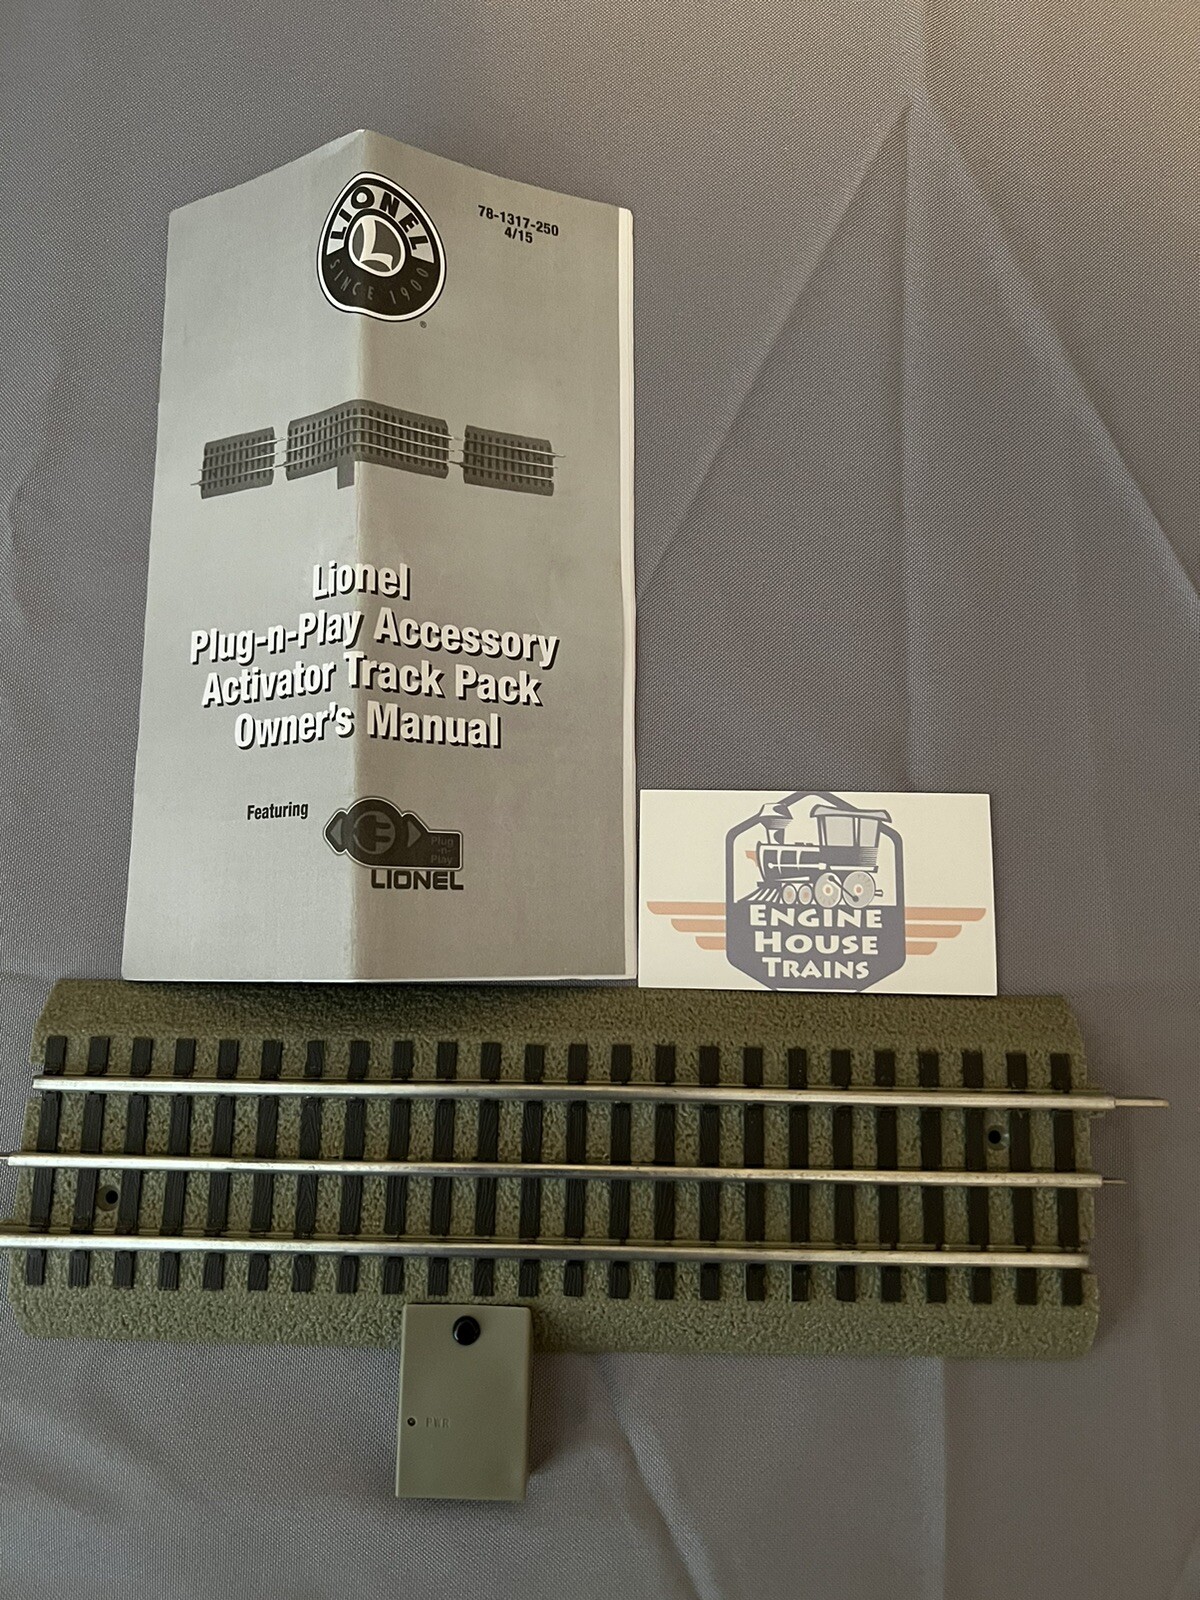 LIONEL
L
SINCE 1900
®
78-1317-250
4/15
Lionel
Plug-n-Play Accessory
Activator Track Pack
Owner's Manual
Featuring
Plug
-n-
Play
LIONEL
ENGINE
HOUSE
TRAINS
PWR